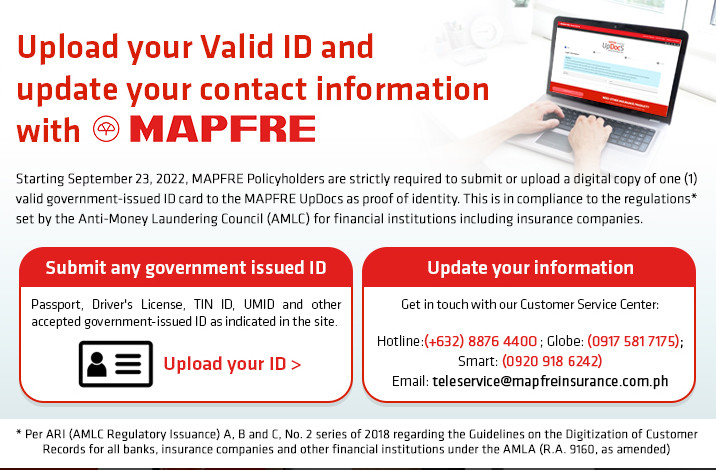 Upload your Valid ID and
update your contact information
with MAPFRE
UpDocS
Starting September 23, 2022, MAPFRE Policyholders are strictly required to submit or upload a digital copy of one (1)
valid government-issued ID card to the MAPFRE UpDocs as proof of identity. This is in compliance to the regulations*
set by the Anti-Money Laundering Council (AMLC) for financial institutions including insurance companies.
Submit any government issued ID
Passport, Driver's License, TIN ID, UMID and other
accepted government-issued ID as indicated in the site.
Upload your ID >
Update your information
Get in touch with our Customer Service Center:
Hotline:(+632) 8876 4400 ; Globe: (0917 581 7175);
Smart: (0920 918 6242)
Email: teleservice@mapfreinsurance.com.ph
* Per ARI (AMLC Regulatory Issuance) A, B and C, No. 2 series of 2018 regarding the Guidelines on the Digitization of Customer
Records for all banks, insurance companies and other financial institutions under the AMLA (R.A. 9160, as amended)